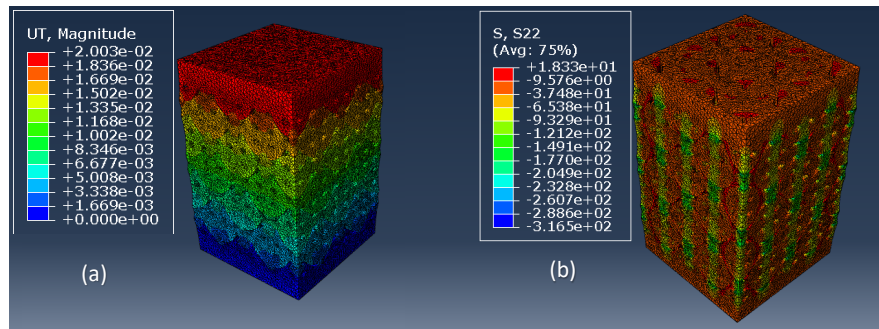 UT, Magnitude
+2.003e-02
+1.836e-02
+1.669e-02
+1.502e-02
+1.335e-02
+1.168e-02
+1.002e-02
+8.346e-03
+6.677e-03
+5.008e-03
+3.338e-03
+1.669e-03
+0.000e+00
(a)
S, S22
(Avg: 75%)
+1.833e+01
-9.576e+00
-3.748e+01
-6.538e+01
-9.329e+01
-1.212e+02
-1.491e+02
-1.770e+02
-2.049e+02
-2.328e+02
-2.607e+02
-2.886e+02
-3.165e+02
(b)